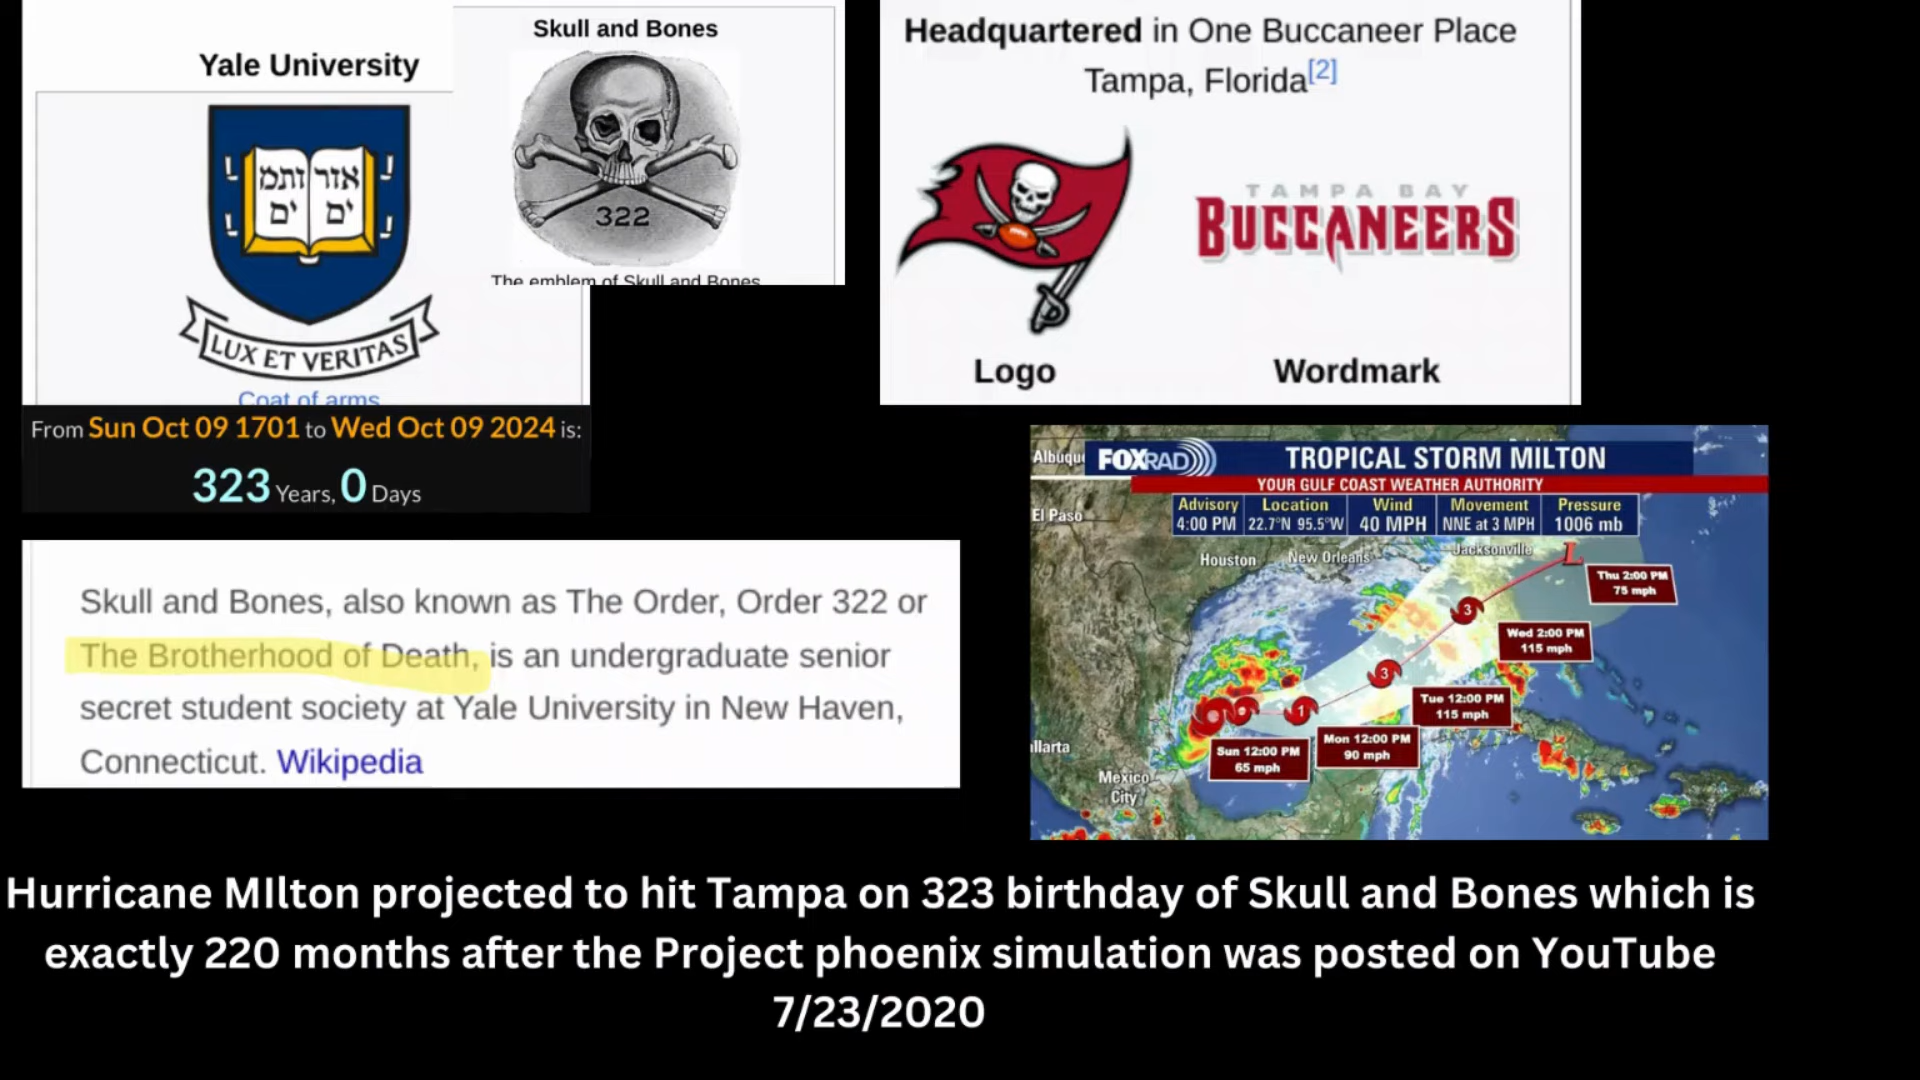 Yale University
אזר ותמ
ים ים
LUX ET VERITAS
Coat of arms
Skull and Bones
322
The emblem of Skull and Bones
From Sun Oct 09 1701 to Wed Oct 09 2024 is:
323 Years, 0 Days
Headquartered in One Buccaneer Place
Tampa, Florida[2]
TAMPA BAY
BUCCANEERS
Logo
Wordmark
Skull and Bones, also known as The Order, Order 322 or
The Brotherhood of Death, is an undergraduate senior
secret student society at Yale University in New Haven,
Connecticut. Wikipedia
FOXRAD
TROPICAL STORM MILTON
YOUR GULF COAST WEATHER AUTHORITY
Advisory Location Wind Movement Pressure
4:00 PM 22.7°N 95.5°W 40 MPH NNE at 3 MPH 1006 mb
Albuqu
El Paso
Houston
New Orleans
Jacksonville
L
Thu 2:00 PM
75 mph
3
Wed 2:00 PM
115 mph
3
Tue 12:00 PM
115 mph
1
Mon 12:00 PM
90 mph
Sun 12:00 PM
65 mph
llarta
Mexico
City
Hurricane MIlton projected to hit Tampa on 323 birthday of Skull and Bones which is
exactly 220 months after the Project phoenix simulation was posted on YouTube
7/23/2020